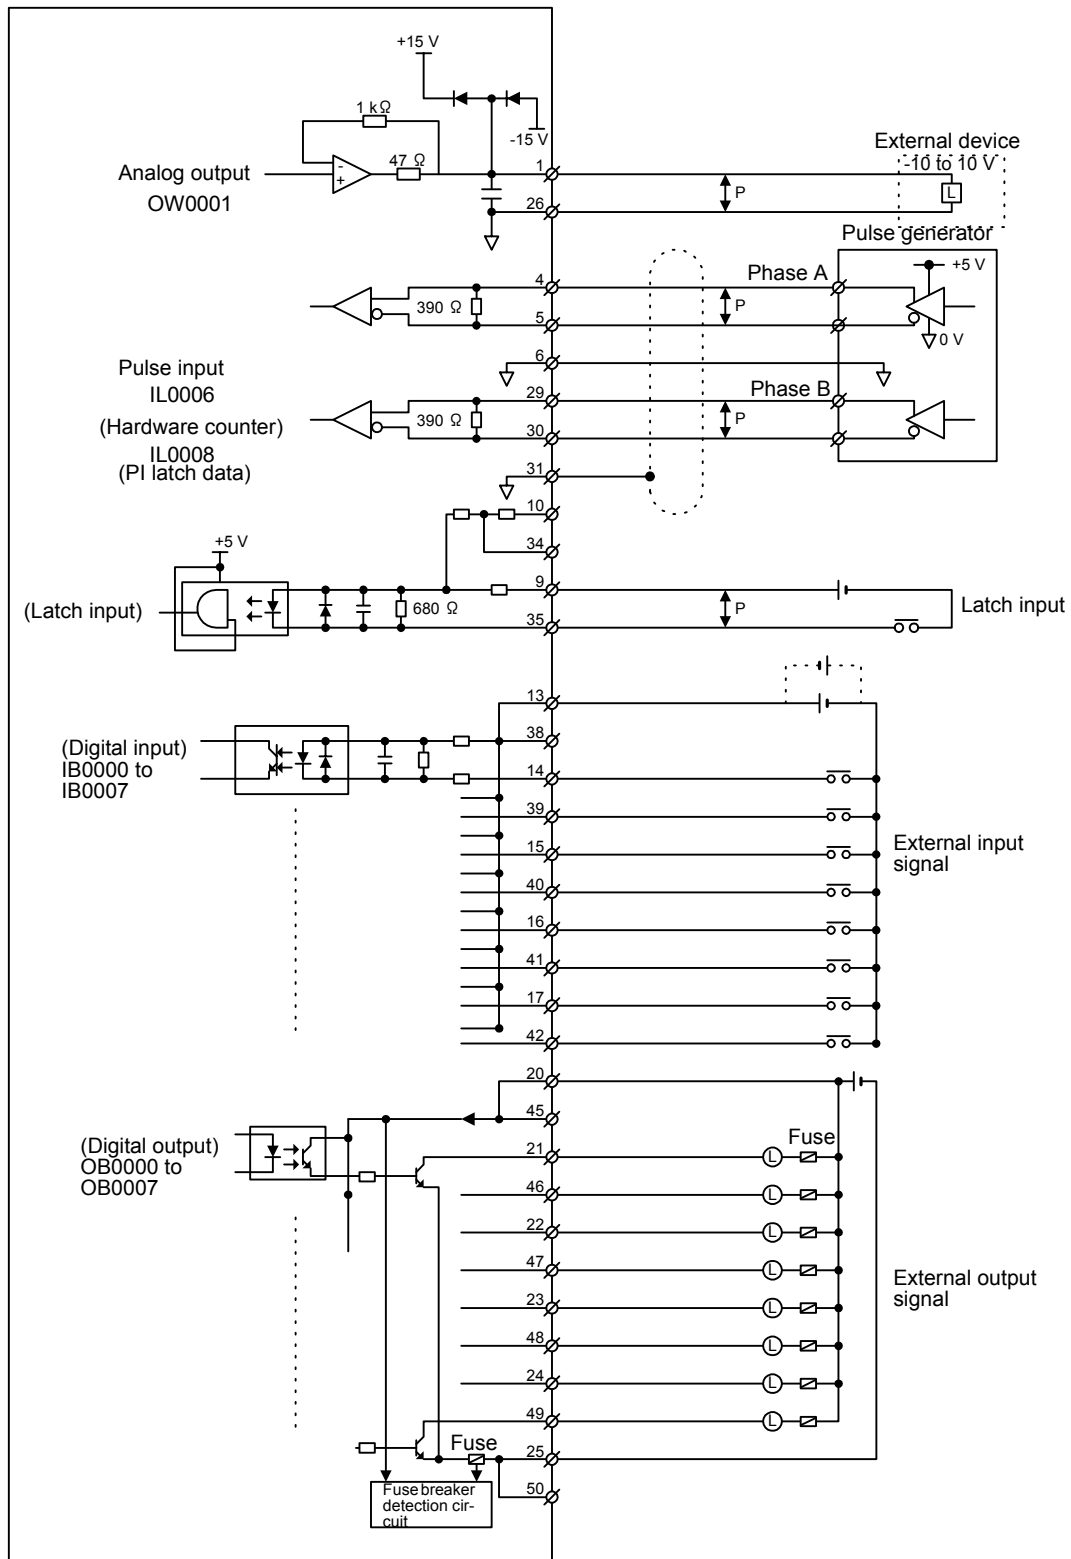 +15 V
1 kΩ
-15 V
47 Ω
-
+
Analog output
OW0001
1
26
P
External device
-10 to 10 V
L
Pulse generator
+5 V
0 V
Phase A
4
390 Ω
P
5
6
Pulse input
IL0006
(Hardware counter)
IL0008
(PI latch data)
29
Phase B
390 Ω
P
30
31
10
34
+5 V
9
(Latch input)
680 Ω
P
Latch input
35
13
38
(Digital input)
IB0000 to
IB0007
14
39
15
External input
signal
40
16
41
17
42
20
45
(Digital output)
OB0000 to
OB0007
Fuse
21
L
46
L
22
L
47
L
External output
signal
23
L
48
L
24
L
49
L
Fuse
25
50
Fuse breaker
detection cir-
cuit